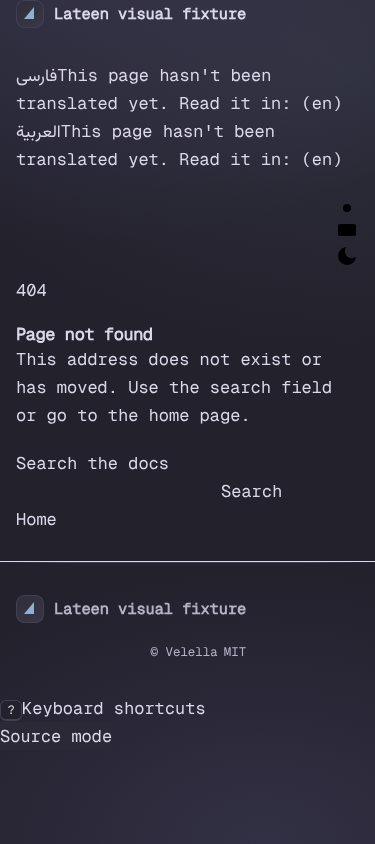 Lateen visual fixture
فارسیThis page hasn't been
translated yet. Read it in: (en)
العربيةThis page hasn't been
translated yet. Read it in: (en)
404
Page not found
This address does not exist or
has moved. Use the search field
or go to the home page.
Search the docs
Search
Home
Lateen visual fixture
© Velella MIT
?Keyboard shortcuts
Source mode